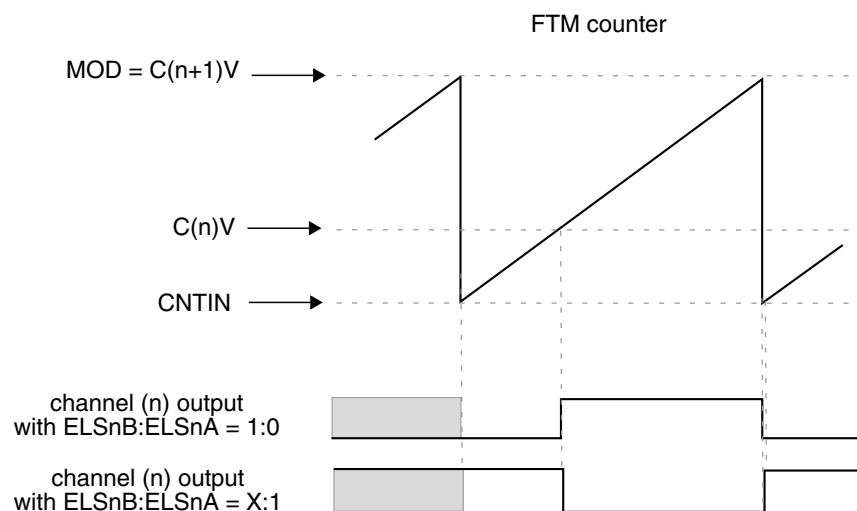 FTM counter
MOD = C(n+1)V
C(n)V
CNTIN
channel (n) output
with ELSnB:ELSnA = 1:0
channel (n) output
with ELSnB:ELSnA = X:1